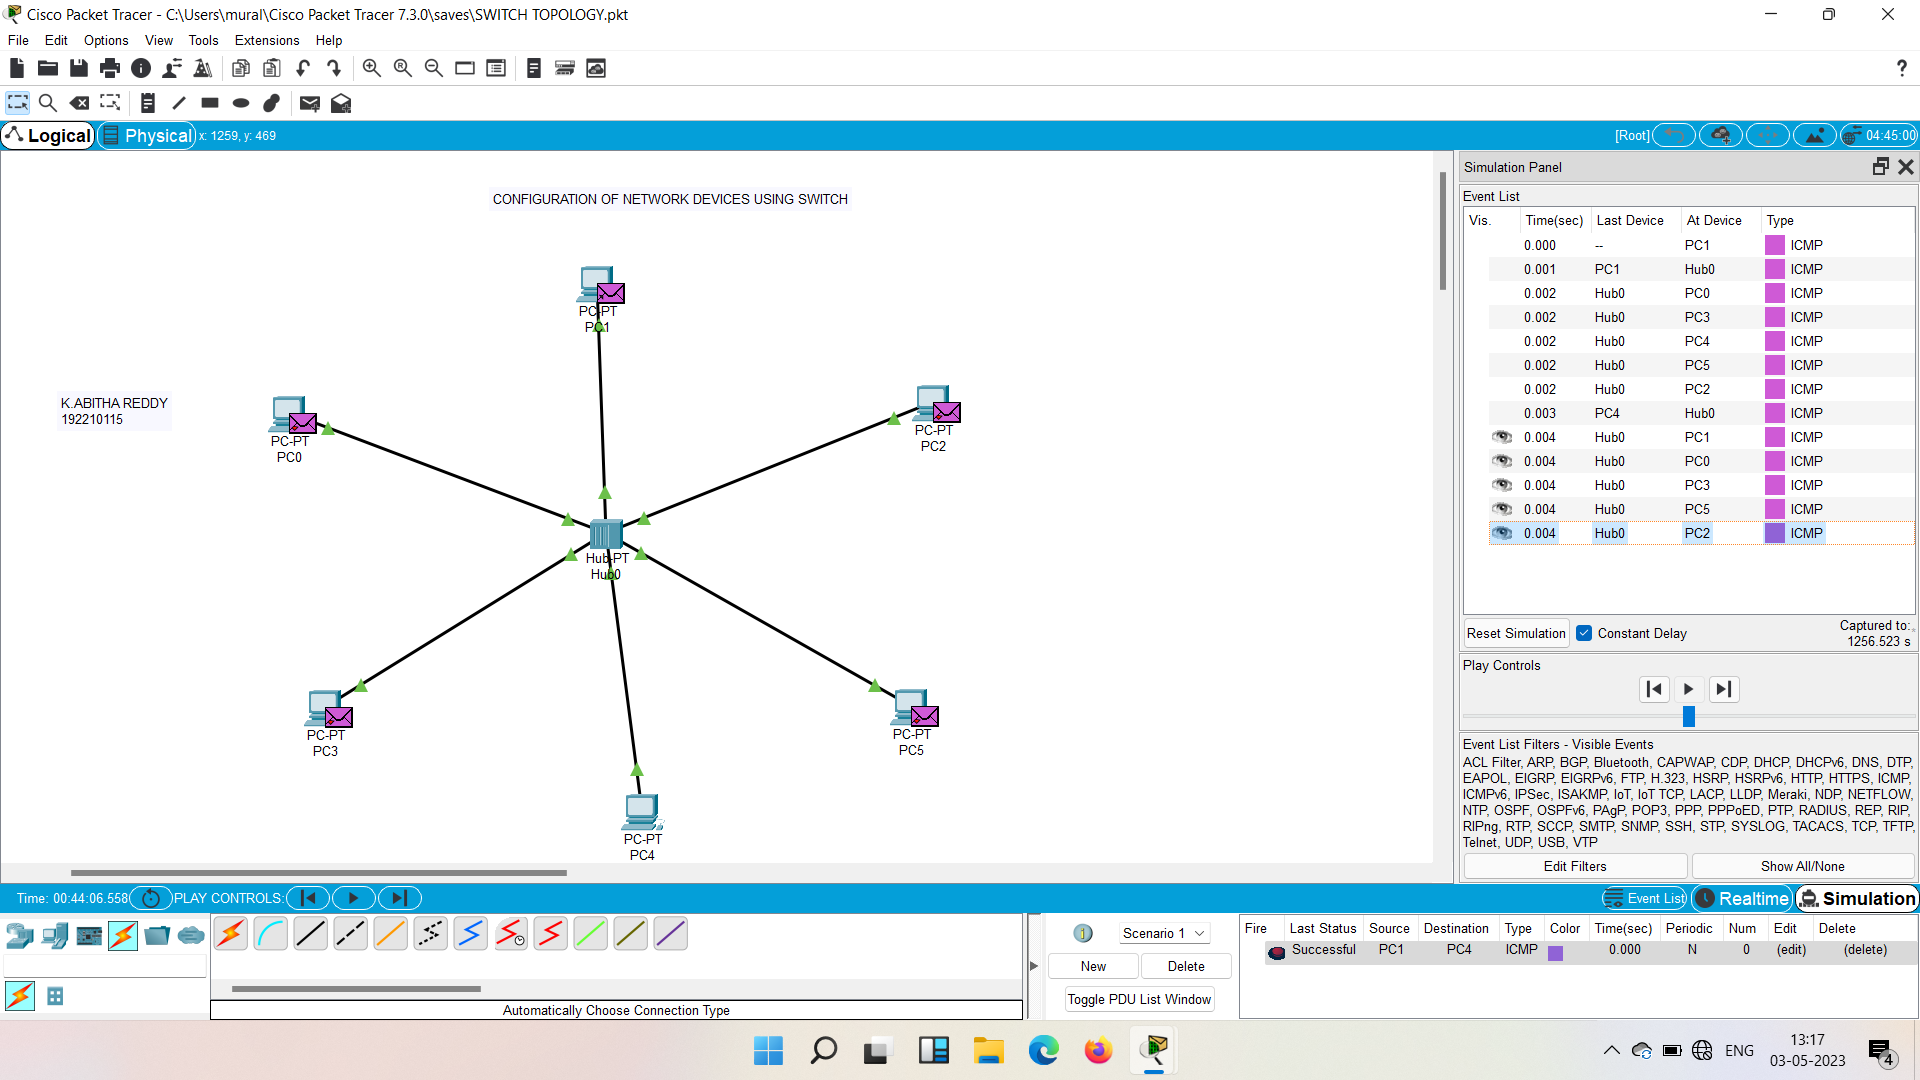 Cisco Packet Tracer - C:\Users\mural\Cisco Packet Tracer 7.3.0\saves\SWITCH TOPOLOGY.pkt
File Edit Options View Tools Extensions Help
Logical Physical x: 1259, y: 469 [Root] 04:45:00
CONFIGURATION OF NETWORK DEVICES USING SWITCH
PC-PT
PC1
K.ABITHA REDDY
192210115
PC-PT
PC0
PC-PT
PC2
Hub-PT
Hub0
PC-PT
PC3
PC-PT
PC5
PC-PT
PC4
Simulation Panel
Event List
Vis. Time(sec) Last Device At Device Type
0.000 -- PC1 ICMP
0.001 PC1 Hub0 ICMP
0.002 Hub0 PC0 ICMP
0.002 Hub0 PC3 ICMP
0.002 Hub0 PC4 ICMP
0.002 Hub0 PC5 ICMP
0.002 Hub0 PC2 ICMP
0.003 PC4 Hub0 ICMP
0.004 Hub0 PC1 ICMP
0.004 Hub0 PC0 ICMP
0.004 Hub0 PC3 ICMP
0.004 Hub0 PC5 ICMP
0.004 Hub0 PC2 ICMP
Reset Simulation Constant Delay Captured to:
1256.523 s
Play Controls
Event List Filters - Visible Events
ACL Filter, ARP, BGP, Bluetooth, CAPWAP, CDP, DHCP, DHCPv6, DNS, DTP,
EAPOL, EIGRP, EIGRPv6, FTP, H.323, HSRP, HSRPv6, HTTP, HTTPS, ICMP,
ICMPv6, IPSec, ISAKMP, IoT, IoT TCP, LACP, LLDP, Meraki, NDP, NETFLOW,
NTP, OSPF, OSPFv6, PAgP, POP3, PPP, PPPoED, PTP, RADIUS, REP, RIP,
RIPng, RTP, SCCP, SMTP, SNMP, SSH, STP, SYSLOG, TACACS, TCP, TFTP,
Telnet, UDP, USB, VTP
Edit Filters Show All/None
Time: 00:44:06.558 PLAY CONTROLS: Event List Realtime Simulation
Scenario 1
New Delete
Toggle PDU List Window
Fire Last Status Source Destination Type Color Time(sec) Periodic Num Edit Delete
Successful PC1 PC4 ICMP 0.000 N 0 (edit) (delete)
Automatically Choose Connection Type
ENG
13:17
03-05-2023
4